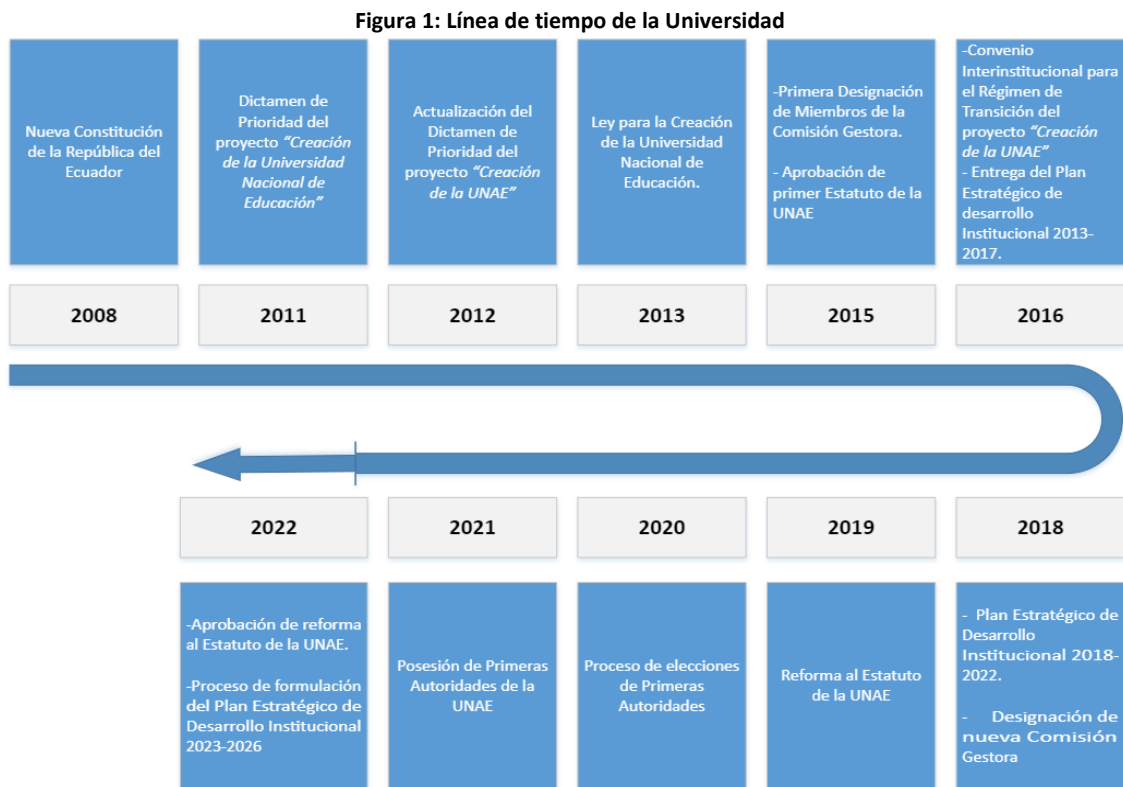 Figura 1: Línea de tiempo de la Universidad
Nueva Constitución
de la República del
Ecuador
Dictamen de
Prioridad del
proyecto “Creación
de la Universidad
Nacional de
Educación”
Actualización del
Dictamen de
Prioridad del
proyecto “Creación
de la UNAE”
Ley para la Creación
de la Universidad
Nacional de
Educación.
-Primera Designación
de Miembros de la
Comisión Gestora.
- Aprobación de
primer Estatuto de la
UNAE
-Convenio
Interinstitucional para
el Régimen de
Transición del
proyecto “Creación
de la UNAE”
- Entrega del Plan
Estratégico de
desarrollo
Institucional 2013-
2017.
2008
2011
2012
2013
2015
2016
2022
2021
2020
2019
2018
-Aprobación de reforma
al Estatuto de la UNAE.
-Proceso de formulación
del Plan Estratégico de
Desarrollo Institucional
2023-2026
Posesión de Primeras
Autoridades de la
UNAE
Proceso de elecciones
de Primeras
Autoridades
Reforma al Estatuto
de la UNAE
- Plan Estratégico de
Desarrollo
Institucional 2018-
2022.
- Designación de
nueva Comisión
Gestora